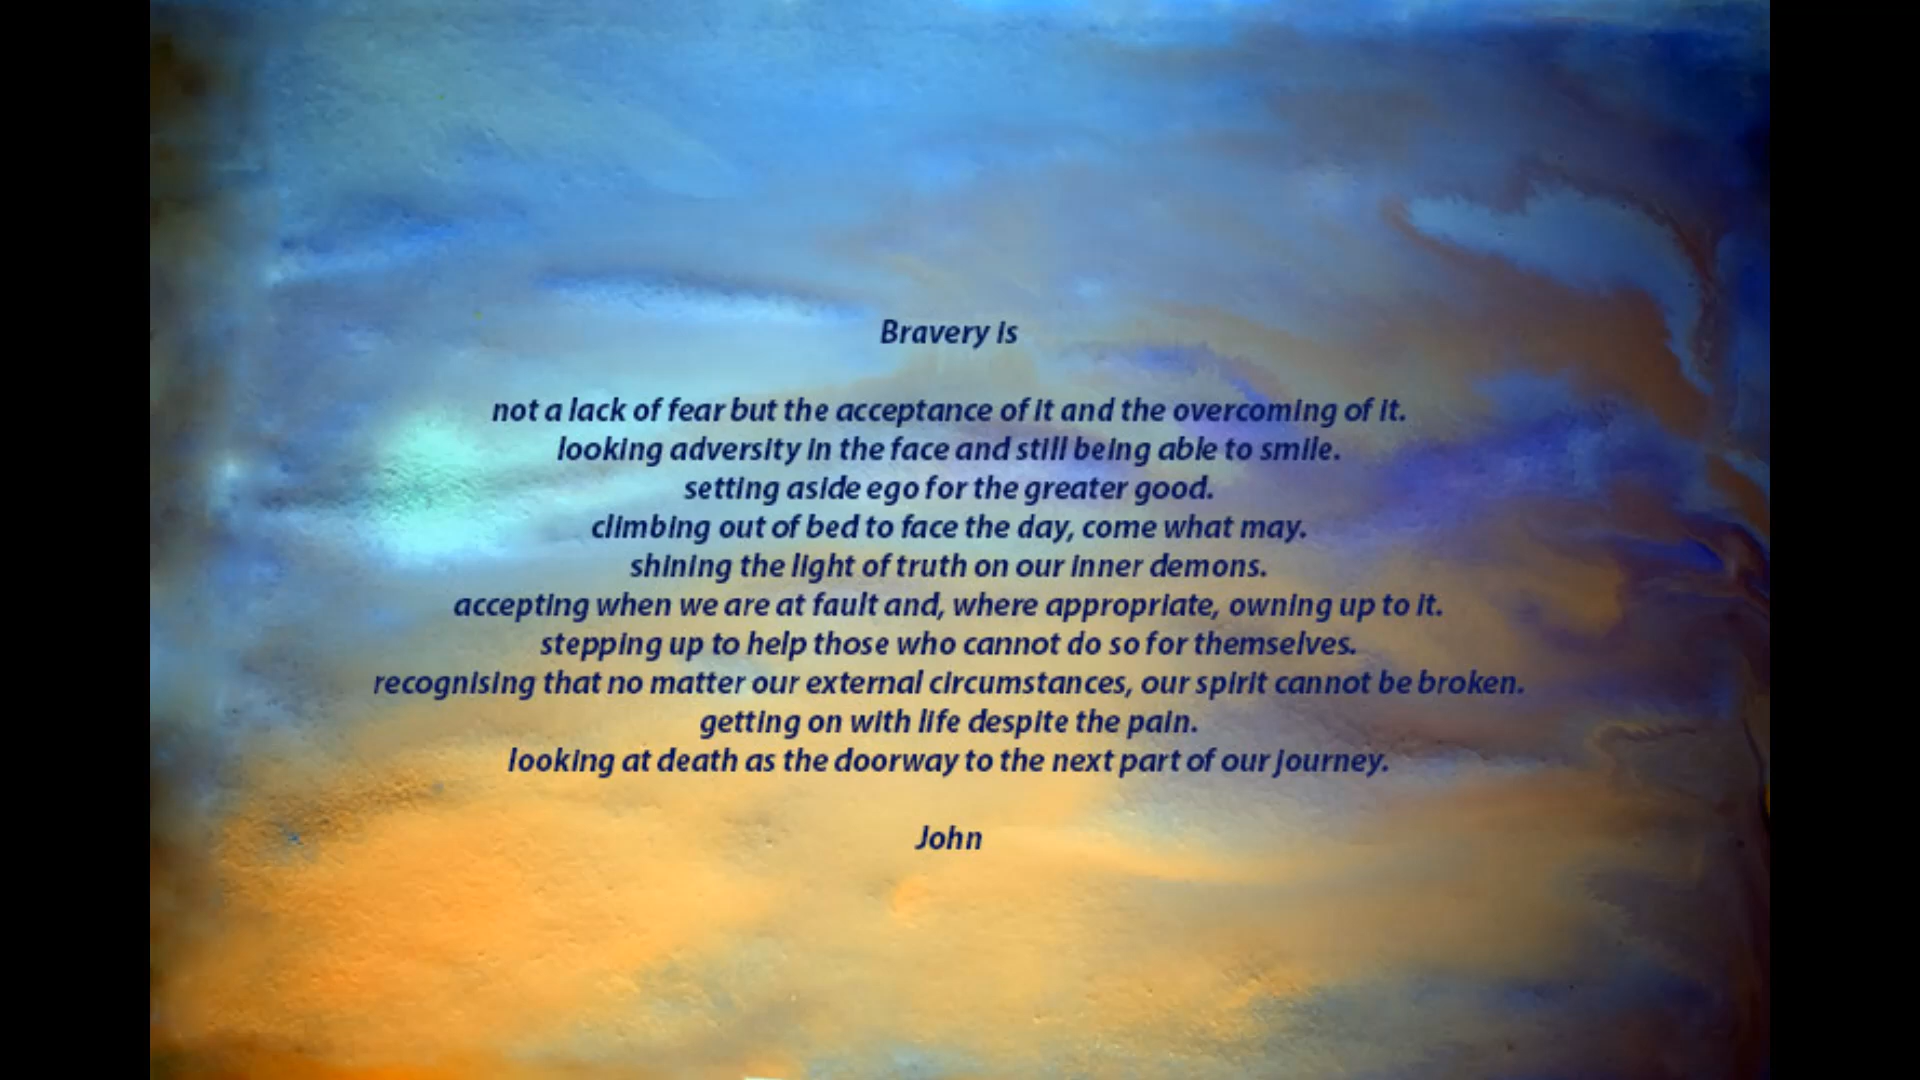 Bravery is
not a lack of fear but the acceptance of it and the overcoming of it.
looking adversity in the face and still being able to smile.
setting aside ego for the greater good.
climbing out of bed to face the day, come what may.
shining the light of truth on our inner demons.
accepting when we are at fault and, where appropriate, owning up to it.
stepping up to help those who cannot do so for themselves.
recognising that no matter our external circumstances, our spirit cannot be broken.
getting on with life despite the pain.
looking at death as the doorway to the next part of our journey.
John